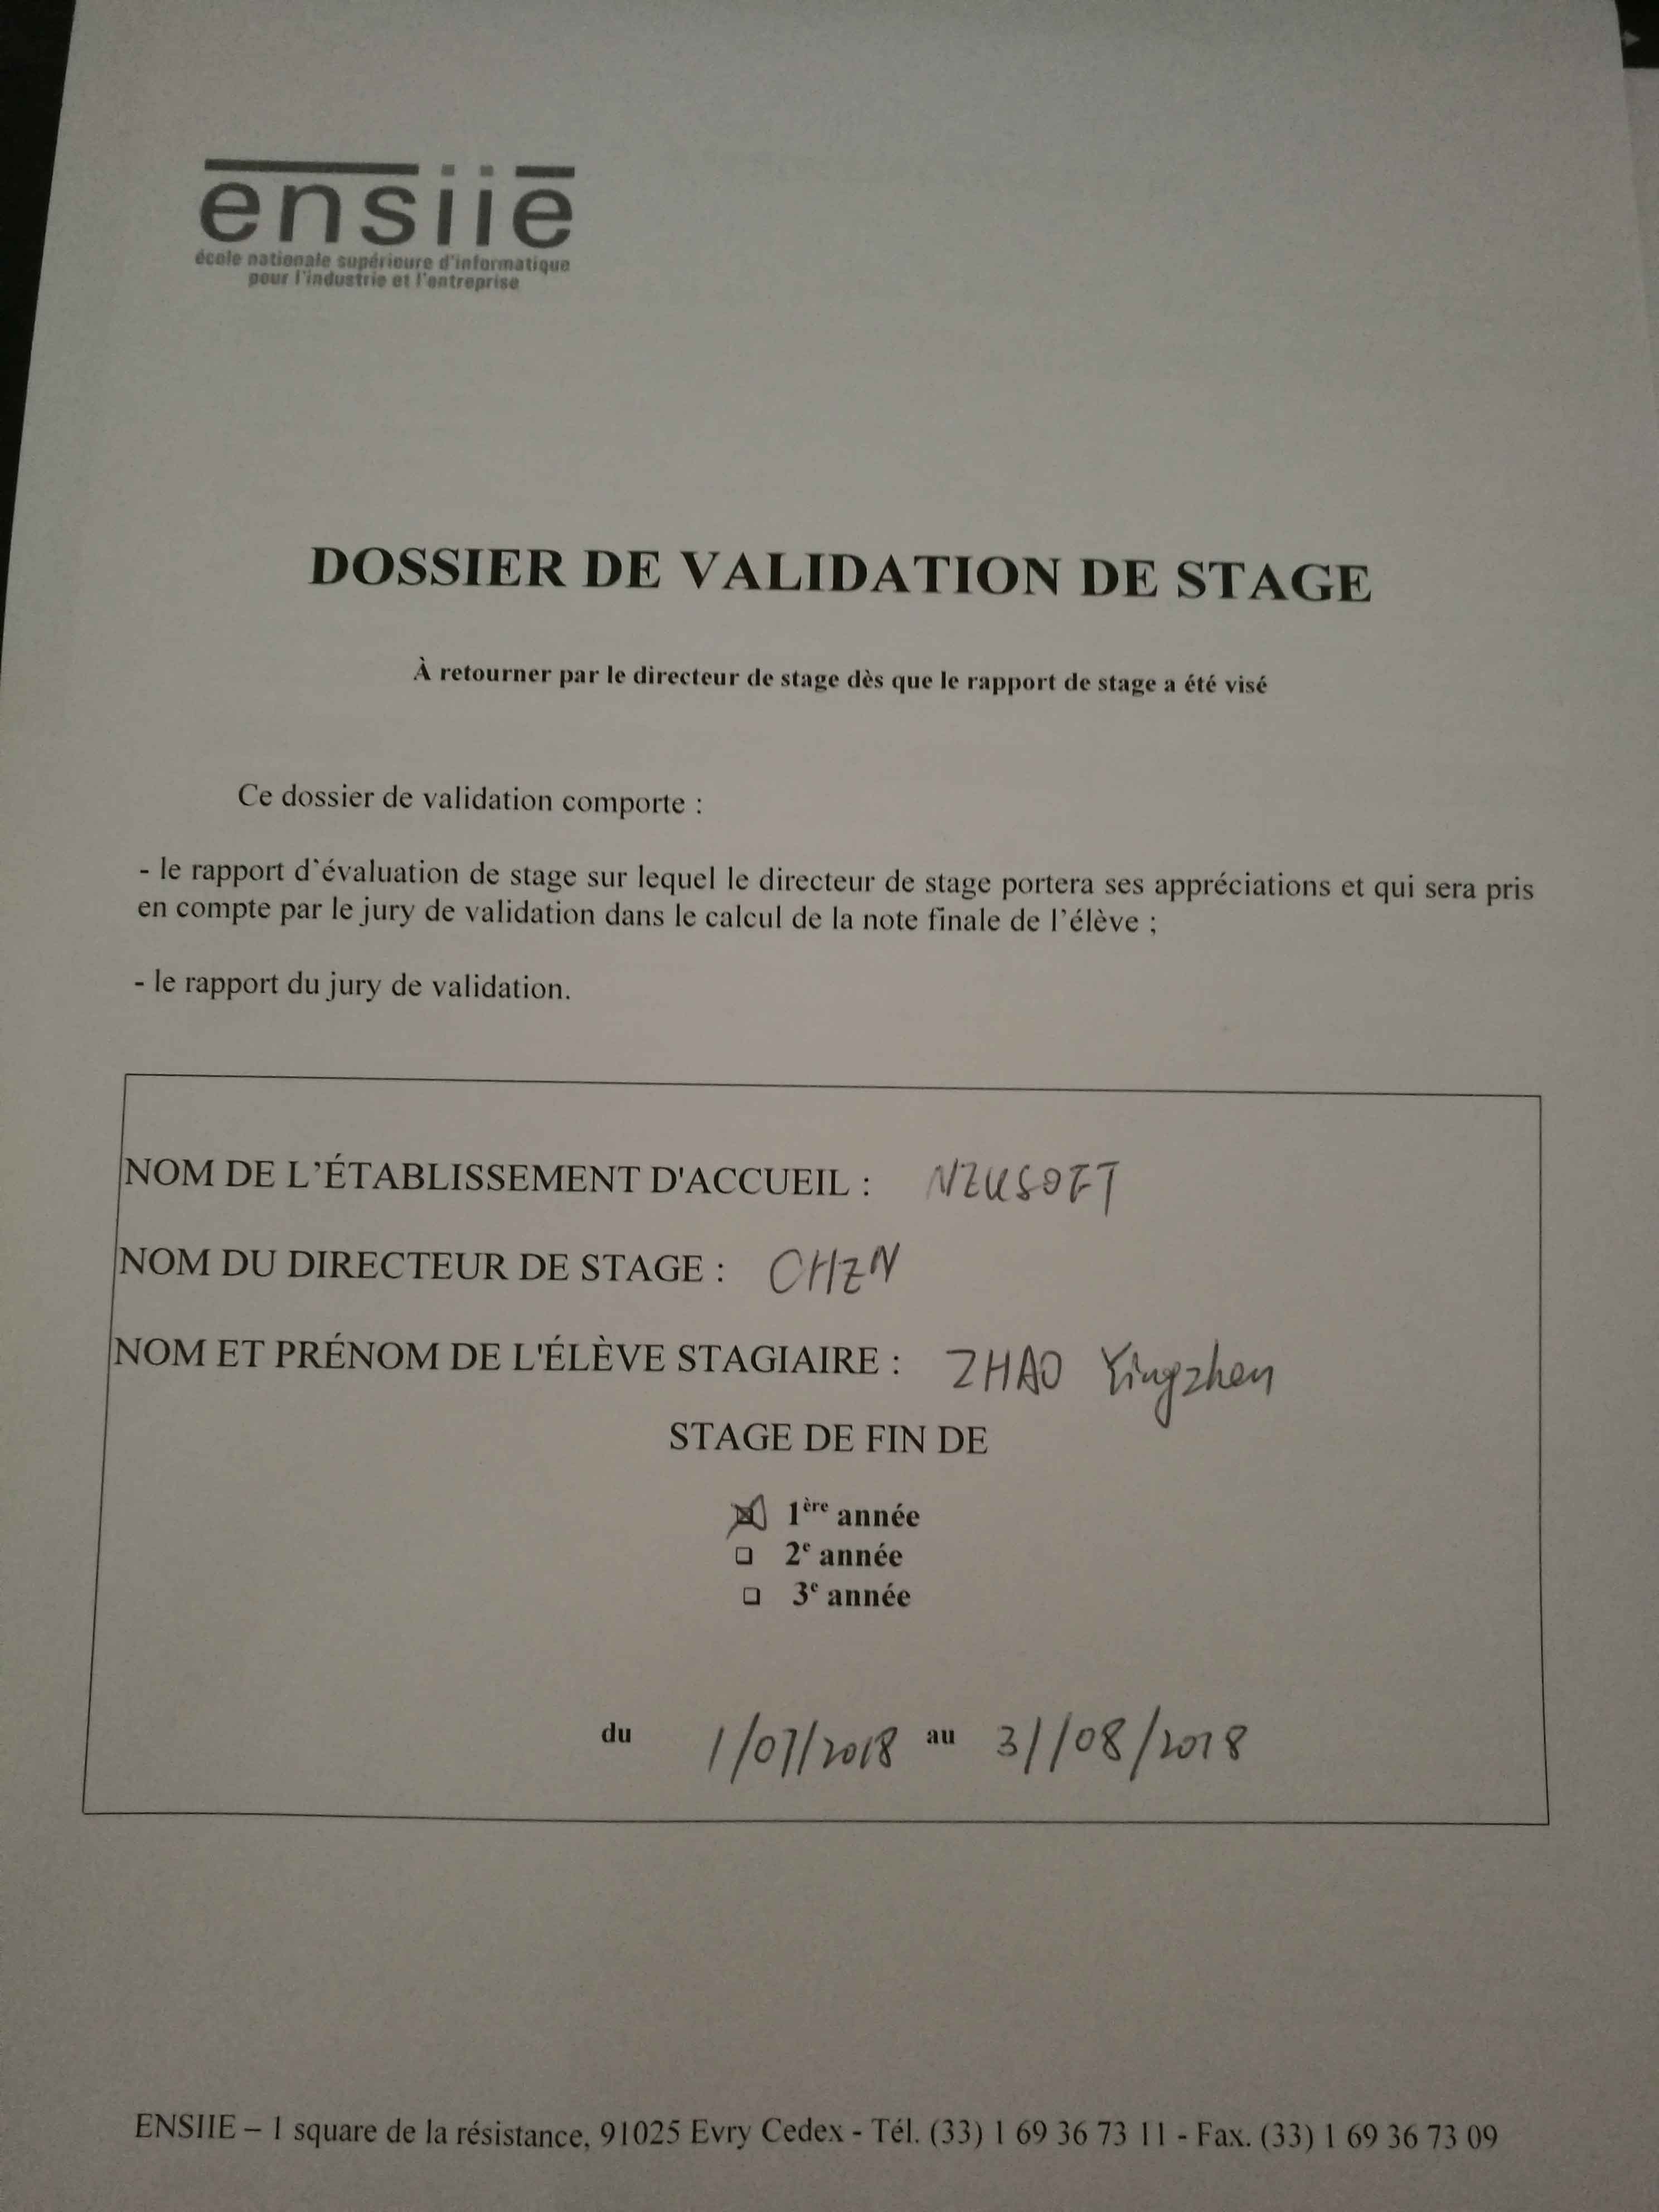 ensiie
école nationale supérieure d'informatique
pour l'industrie et l'entreprise
DOSSIER DE VALIDATION DE STAGE
À retourner par le directeur de stage dès que le rapport de stage a été visé
Ce dossier de validation comporte :
- le rapport d'évaluation de stage sur lequel le directeur de stage portera ses appréciations et qui sera pris
en compte par le jury de validation dans le calcul de la note finale de l'élève ;
- le rapport du jury de validation.
NOM DE L'ÉTABLISSEMENT D'ACCUEIL : NEUSOFT
NOM DU DIRECTEUR DE STAGE : CHEN
NOM ET PRÉNOM DE L'ÉLÈVE STAGIAIRE : ZHAO Yingzhen
STAGE DE FIN DE
1ère année
2e année
3e année
du 1/07/2018 au 31/08/2018
ENSIIE – 1 square de la résistance, 91025 Evry Cedex - Tél. (33) 1 69 36 73 11 - Fax. (33) 1 69 36 73 09